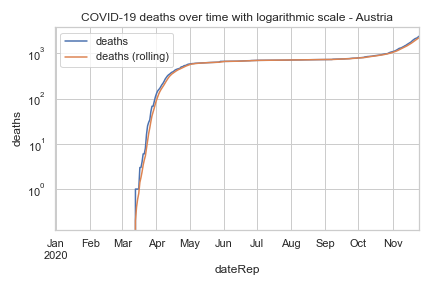 COVID-19 deaths over time with logarithmic scale - Austria
deaths
deaths (rolling)
10³
10²
10¹
10⁰
deaths
Jan Feb Mar Apr May Jun Jul Aug Sep Oct Nov
2020
dateRep